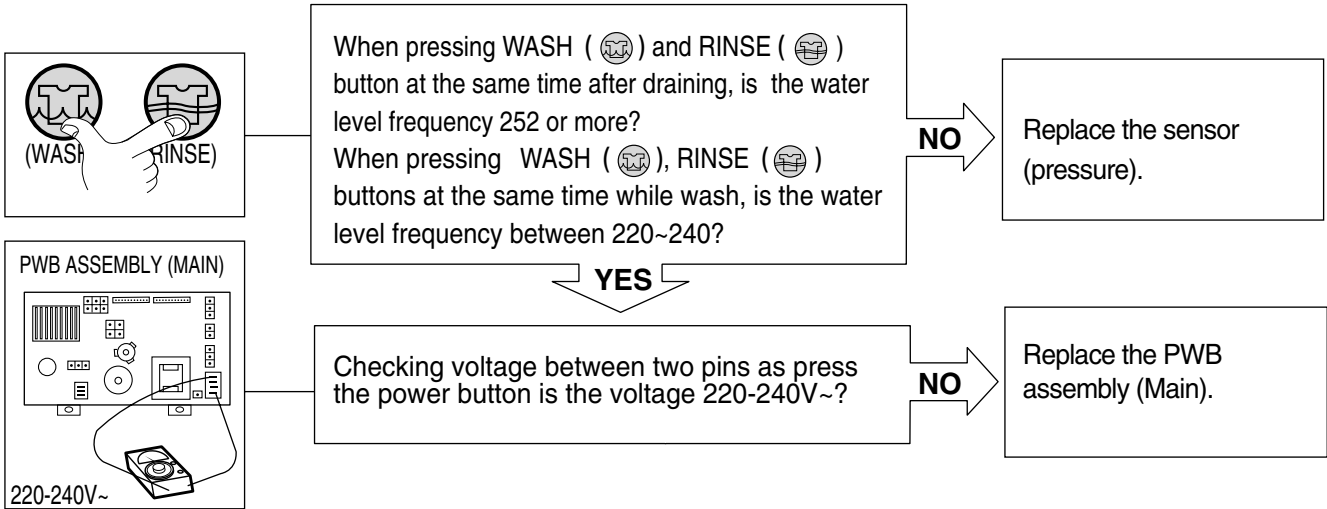 (WASH RINSE)
When pressing WASH ( ) and RINSE ( )
button at the same time after draining, is the water
level frequency 252 or more?
When pressing WASH ( ), RINSE ( )
buttons at the same time while wash, is the water
level frequency between 220~240?
NO
Replace the sensor
(pressure).
YES
PWB ASSEMBLY (MAIN)
220-240V~
Checking voltage between two pins as press
the power button is the voltage 220-240V~?
NO
Replace the PWB
assembly (Main).